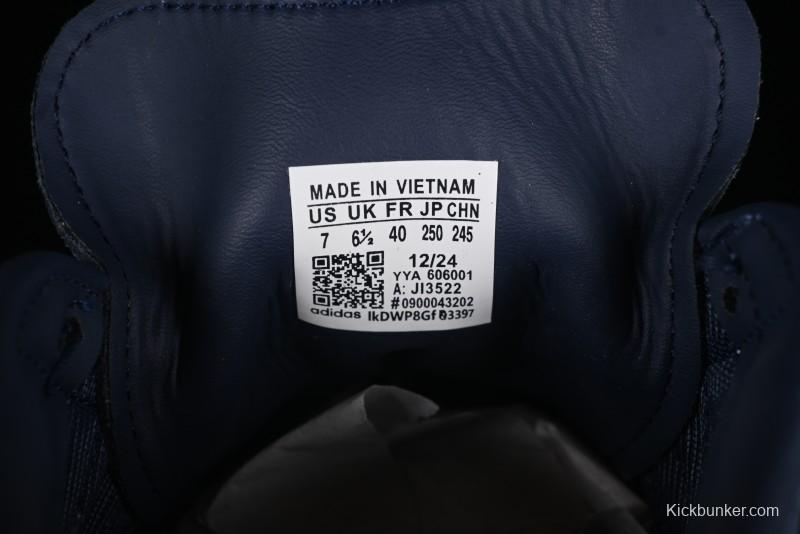 MADE IN VIETNAM
US UK FR JP CHN
7 6½ 40 250 245
12/24
YYA 606001
A: JI3522
#0900043202
adidas
Kickbunker.com